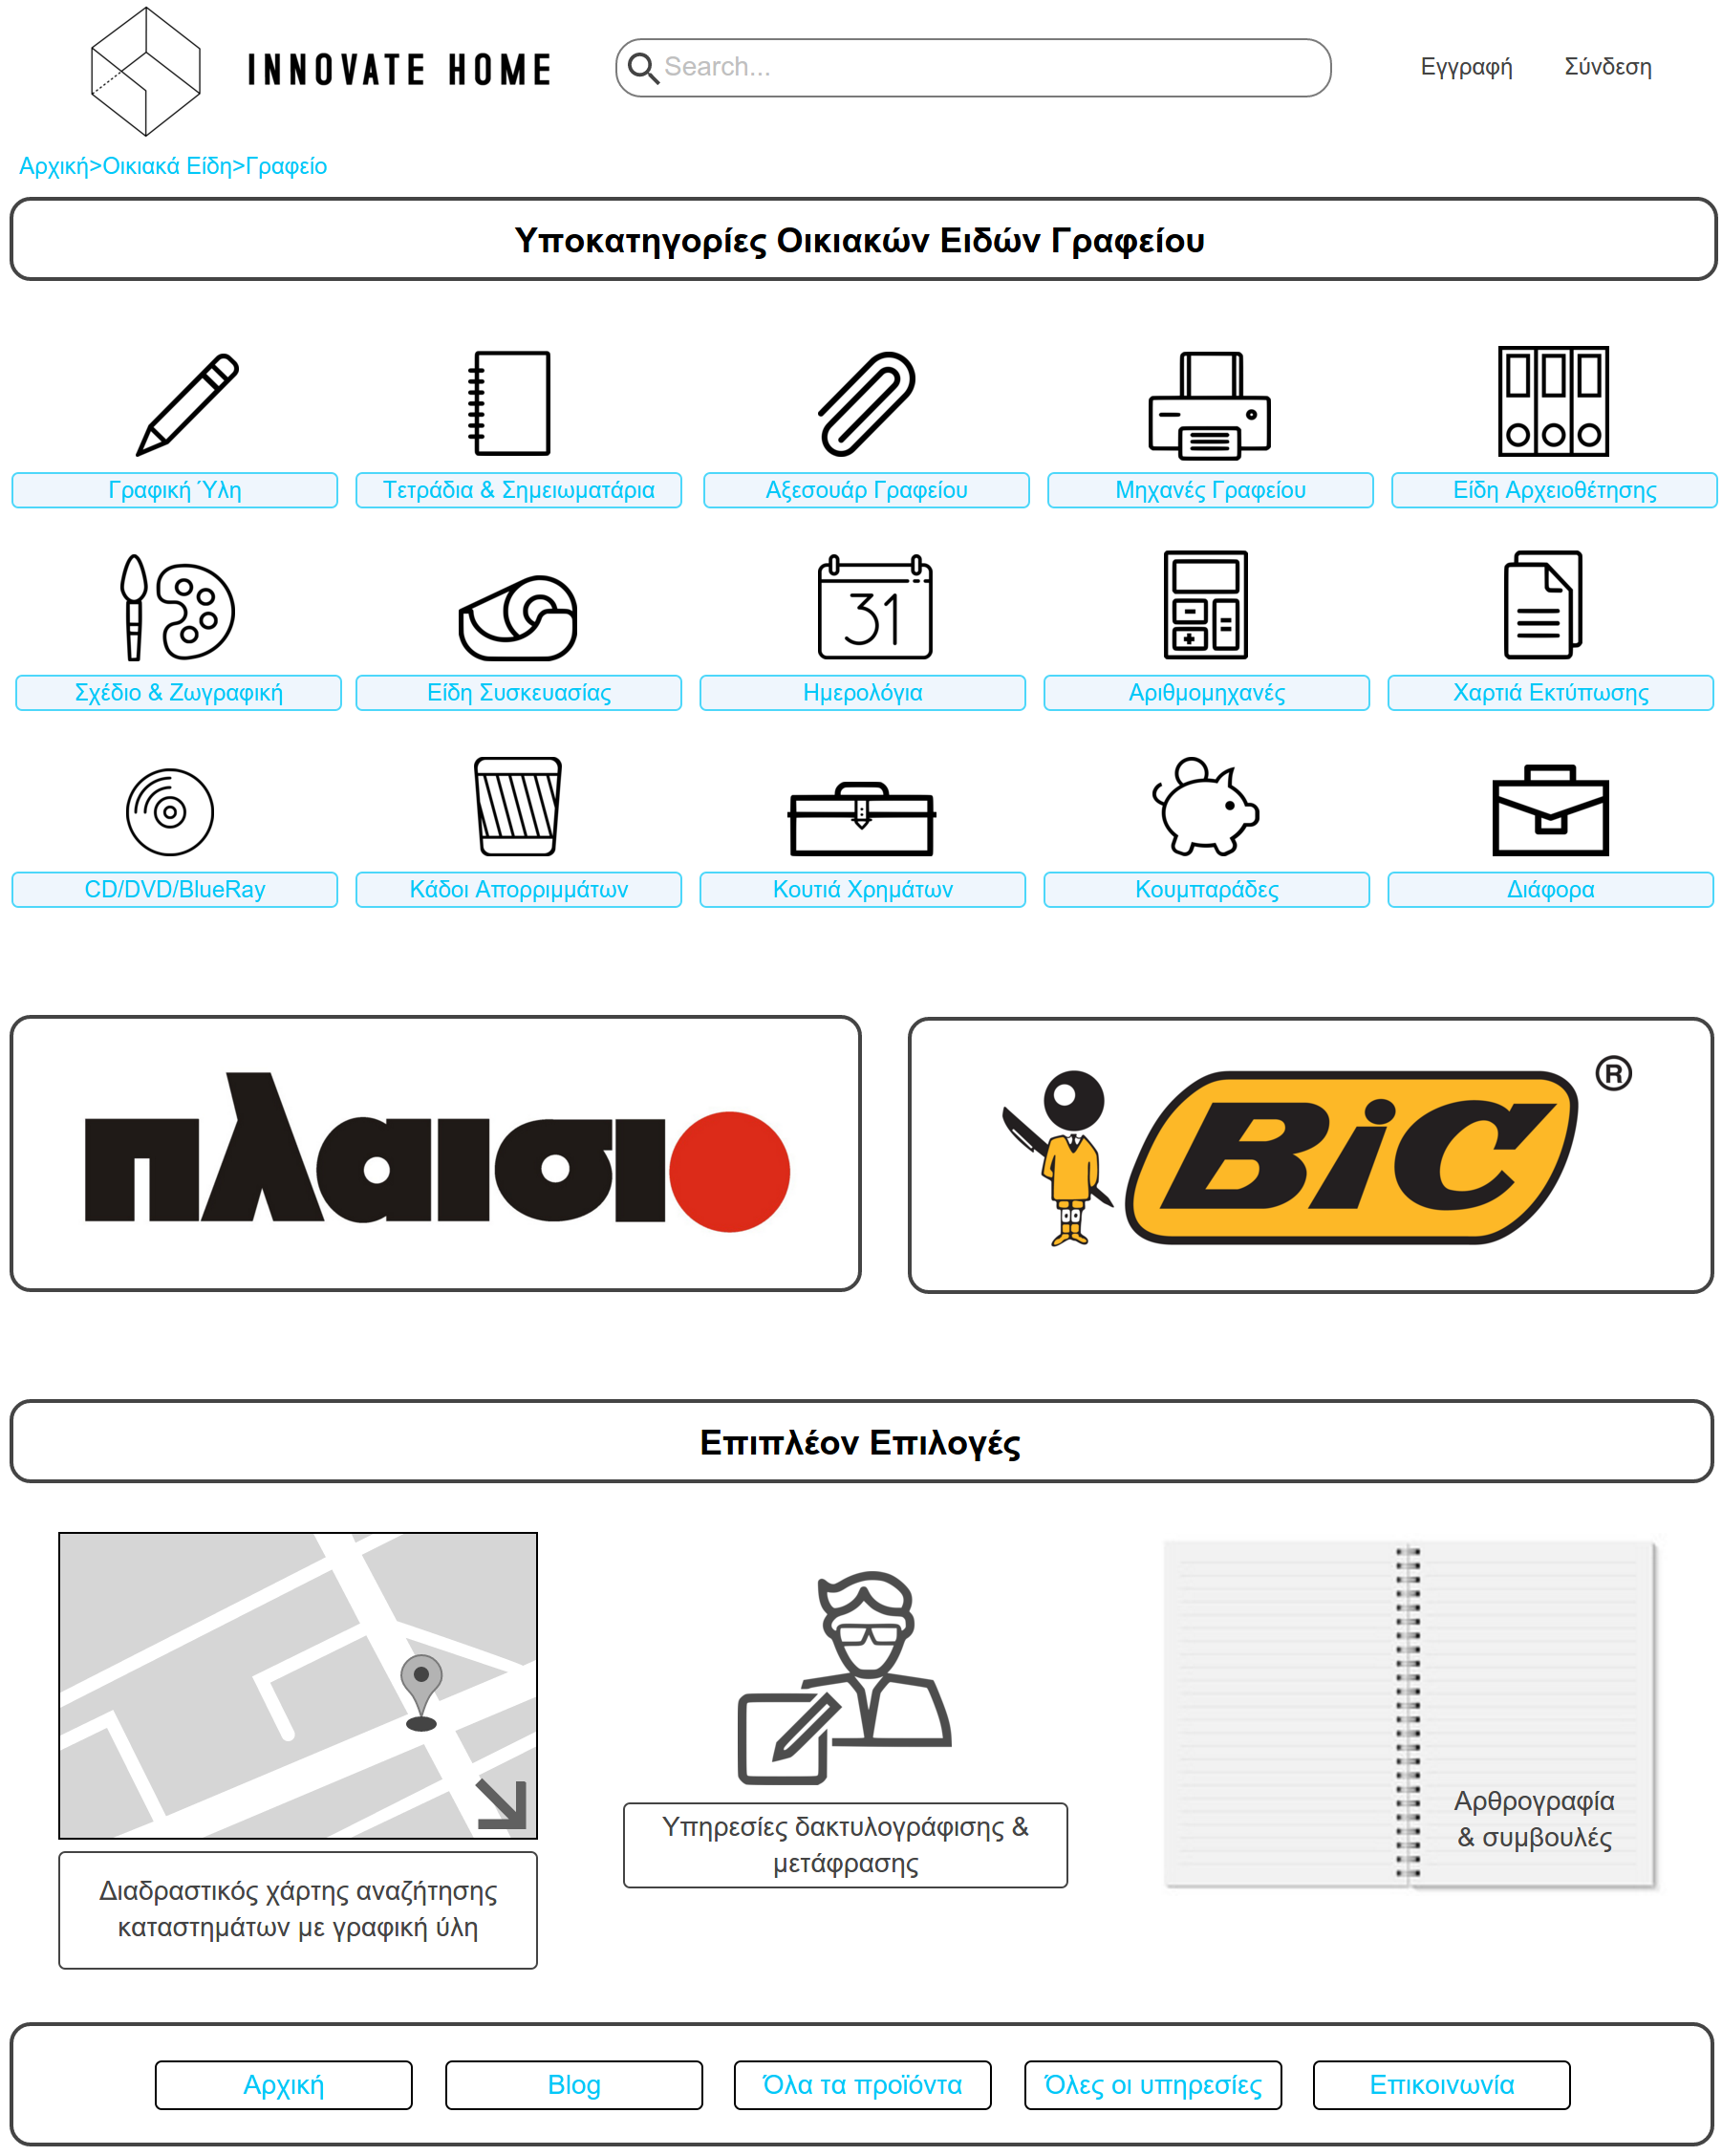 INNOVATE HOME
Search...
Εγγραφή
Σύνδεση
Αρχική>Οικιακά Είδη>Γραφείο
Υποκατηγορίες Οικιακών Ειδών Γραφείου
Γραφική Ύλη
Τετράδια & Σημειωματάρια
Αξεσουάρ Γραφείου
Μηχανές Γραφείου
Είδη Αρχειοθέτησης
31
Σχέδιο & Ζωγραφική
Είδη Συσκευασίας
Ημερολόγια
Αριθμομηχανές
Χαρτιά Εκτύπωσης
CD/DVD/BlueRay
Κάδοι Απορριμμάτων
Κουτιά Χρημάτων
Κουμπαράδες
Διάφορα
πλαισιο
BiC ®
Επιπλέον Επιλογές
Διαδραστικός χάρτης αναζήτησης
καταστημάτων με γραφική ύλη
Υπηρεσίες δακτυλογράφισης &
μετάφρασης
Αρθρογραφία
& συμβουλές
Αρχική
Blog
Όλα τα προϊόντα
Όλες οι υπηρεσίες
Επικοινωνία